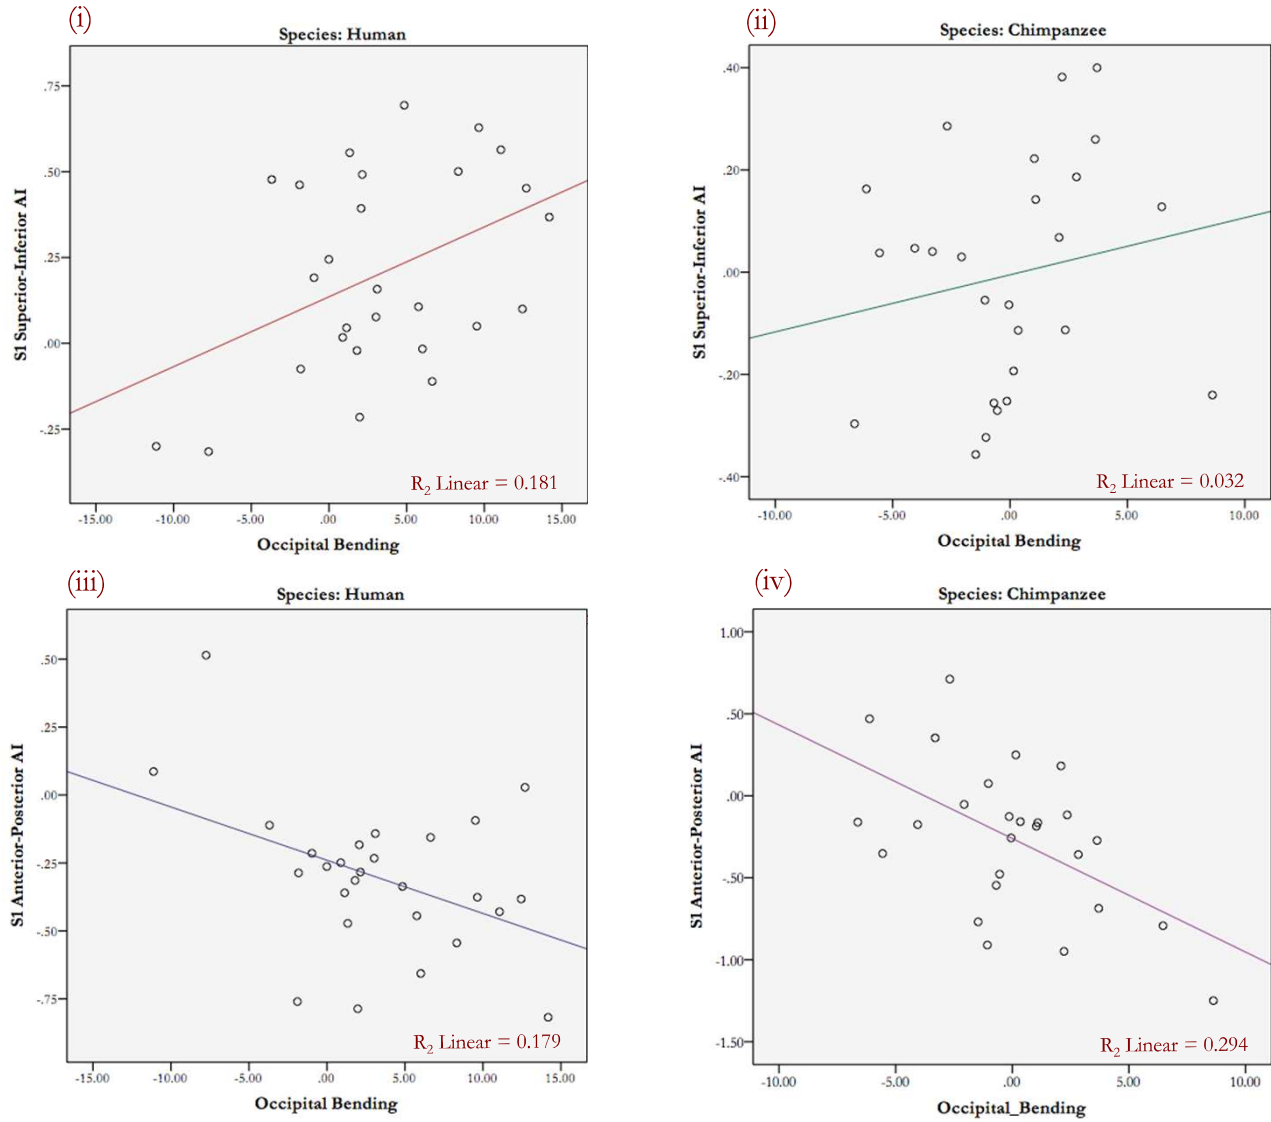 (i)
Species: Human
S1 Superior-Inferior AI
.75
.50
.25
.00
-.25
R2 Linear = 0.181
-15.00 -10.00 -5.00 .00 5.00 10.00 15.00
Occipital Bending
(ii)
Species: Chimpanzee
S1 Superior-Inferior AI
.40
.20
.00
-.20
-.40
R2 Linear = 0.032
-10.00 -5.00 .00 5.00 10.00
Occipital Bending
(iii)
Species: Human
S1 Anterior-Posterior AI
.50
.25
.00
-.25
-.50
-.75
R2 Linear = 0.179
-15.00 -10.00 -5.00 .00 5.00 10.00 15.00
Occipital Bending
(iv)
Species: Chimpanzee
S1 Anterior-Posterior AI
1.00
.50
.00
-.50
-1.00
-1.50
R2 Linear = 0.294
-10.00 -5.00 .00 5.00 10.00
Occipital_Bending